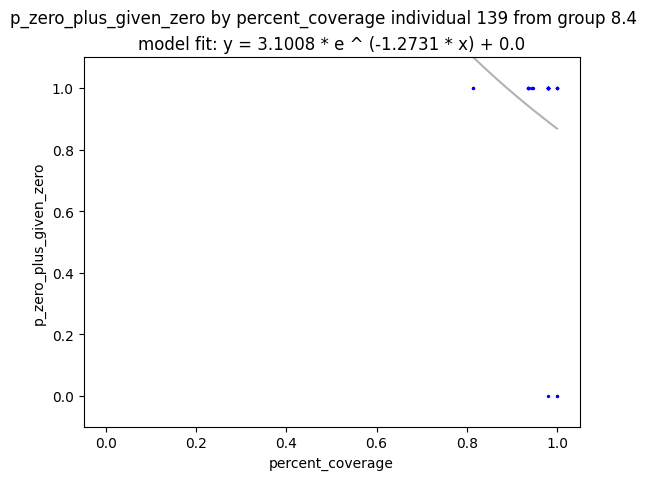 p_zero_plus_given_zero by percent_coverage individual 139 from group 8.4
model fit: y = 3.1008 * e ^ (-1.2731 * x) + 0.0
1.0
0.8
0.6
0.4
0.2
0.0
p_zero_plus_given_zero
0.0 0.2 0.4 0.6 0.8 1.0
percent_coverage